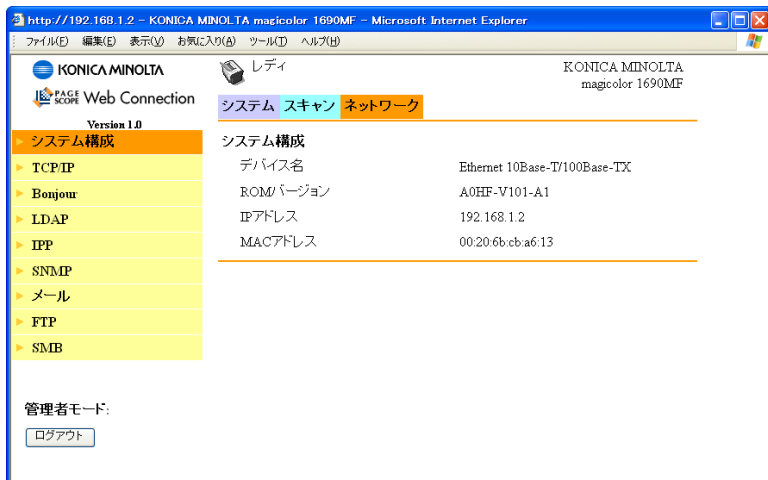 http://192.168.1.2 - KONICA MINOLTA magicolor 1690MF - Microsoft Internet Explorer
ファイル(F) 編集(E) 表示(V) お気に入り(A) ツール(T) ヘルプ(H)
KONICA MINOLTA
レディ
KONICA MINOLTA
magicolor 1690MF
PAGE SCOPE Web Connection
Version 1.0
システム スキャン ネットワーク
システム構成
TCP/IP
Bonjour
LDAP
IPP
SNMP
メール
FTP
SMB
管理者モード:
ログアウト
システム構成
デバイス名 Ethernet 10Base-T/100Base-TX
ROMバージョン A0HF-V101-A1
IPアドレス 192.168.1.2
MACアドレス 00:20:6b:cb:a6:13